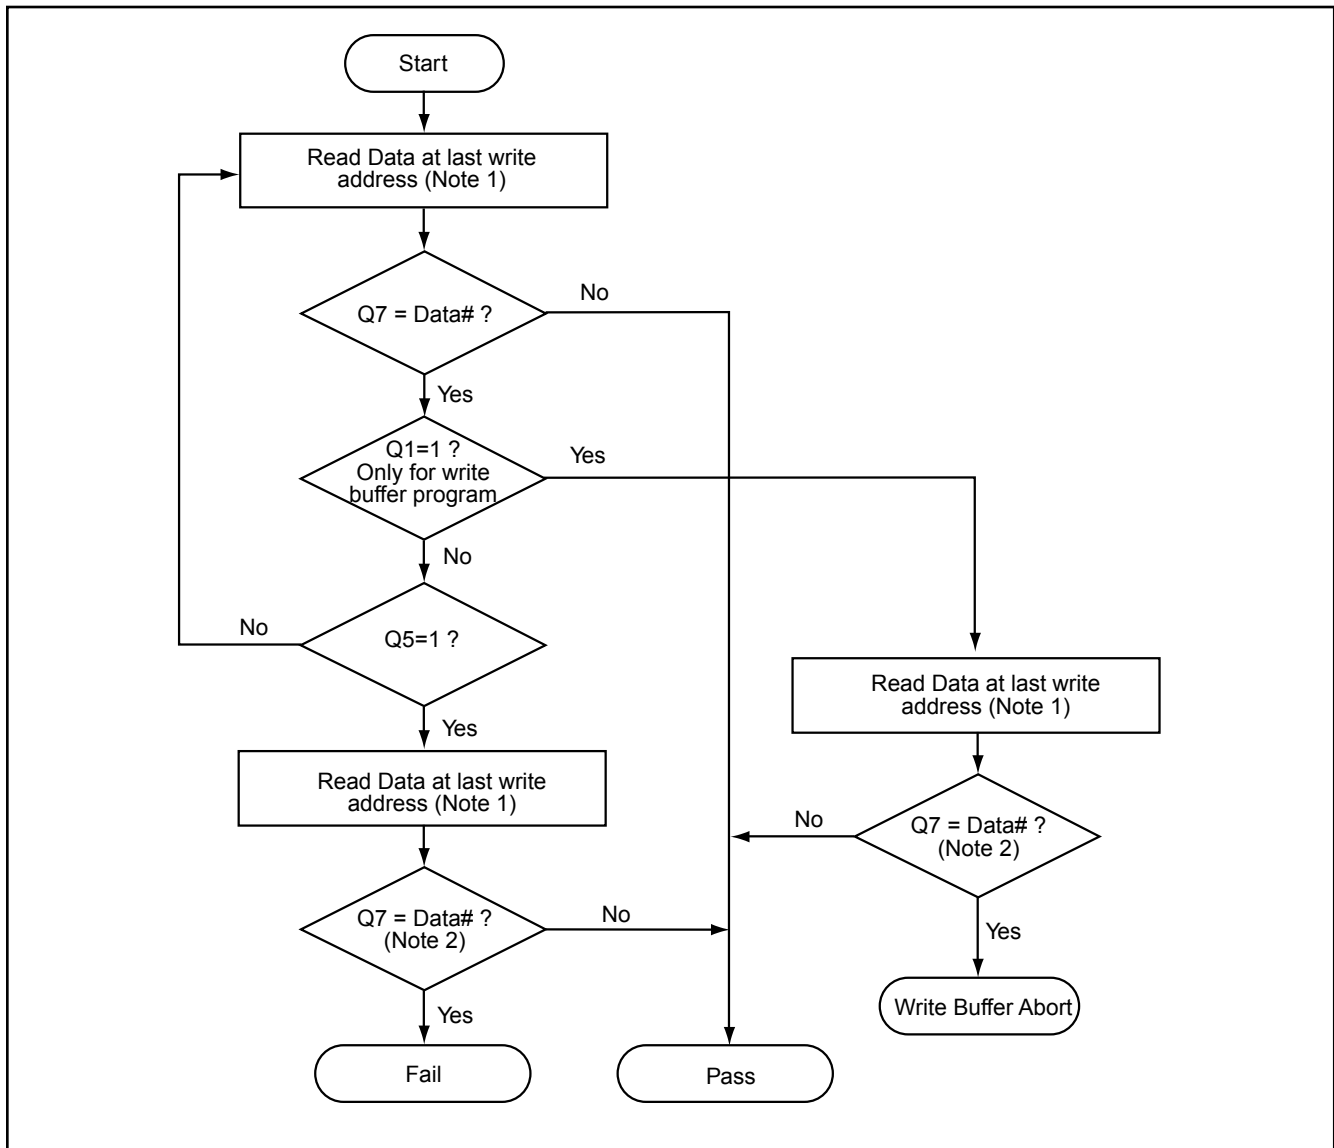 Start
Read Data at last write
address (Note 1)
Q7 = Data# ?
No
Yes
Q1=1 ?
Only for write
buffer program
Yes
No
Q5=1 ?
No
Yes
Read Data at last write
address (Note 1)
Read Data at last write
address (Note 1)
Q7 = Data# ?
(Note 2)
No
Yes
Q7 = Data# ?
(Note 2)
No
Yes
Write Buffer Abort
Fail
Pass